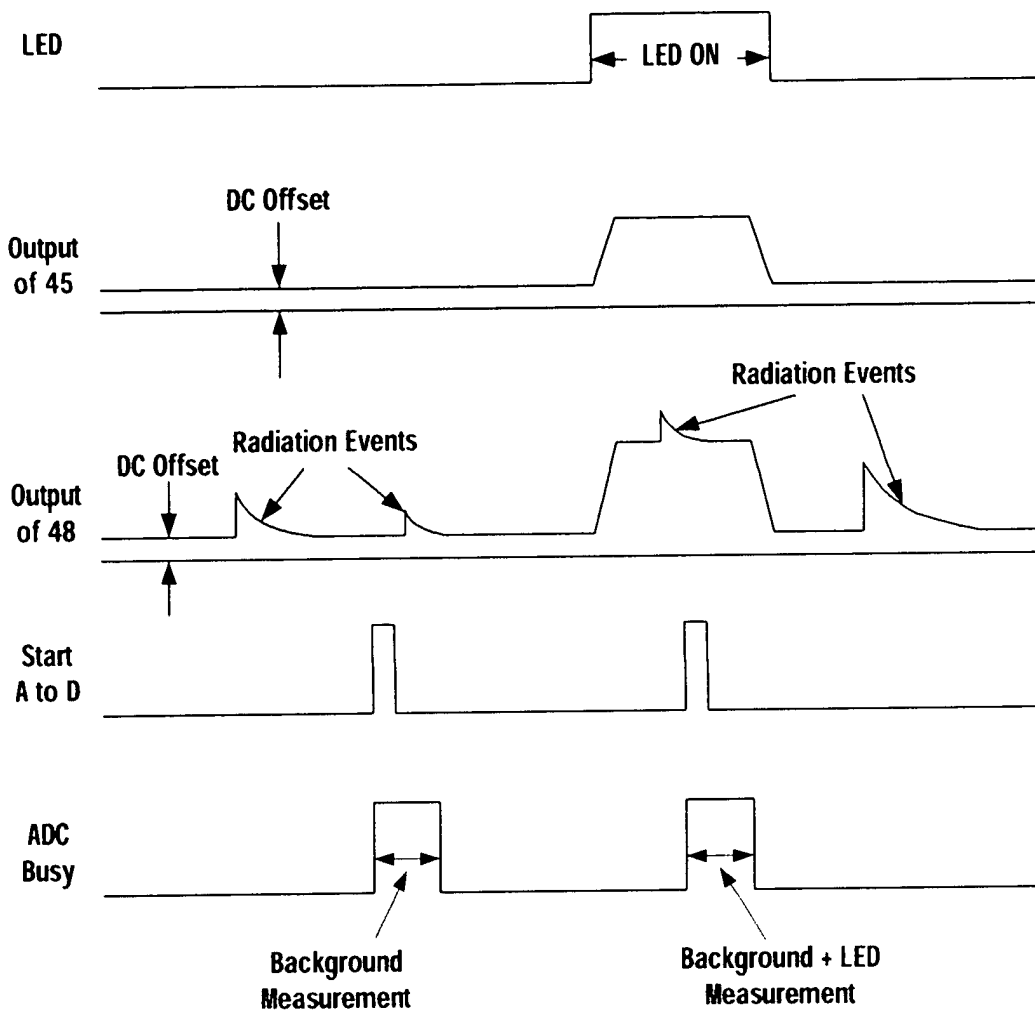 LED
LED ON
DC Offset
Output
of 45
Radiation Events
Radiation Events
DC Offset
Output
of 48
Start
A to D
ADC
Busy
Background
Measurement
Background + LED
Measurement